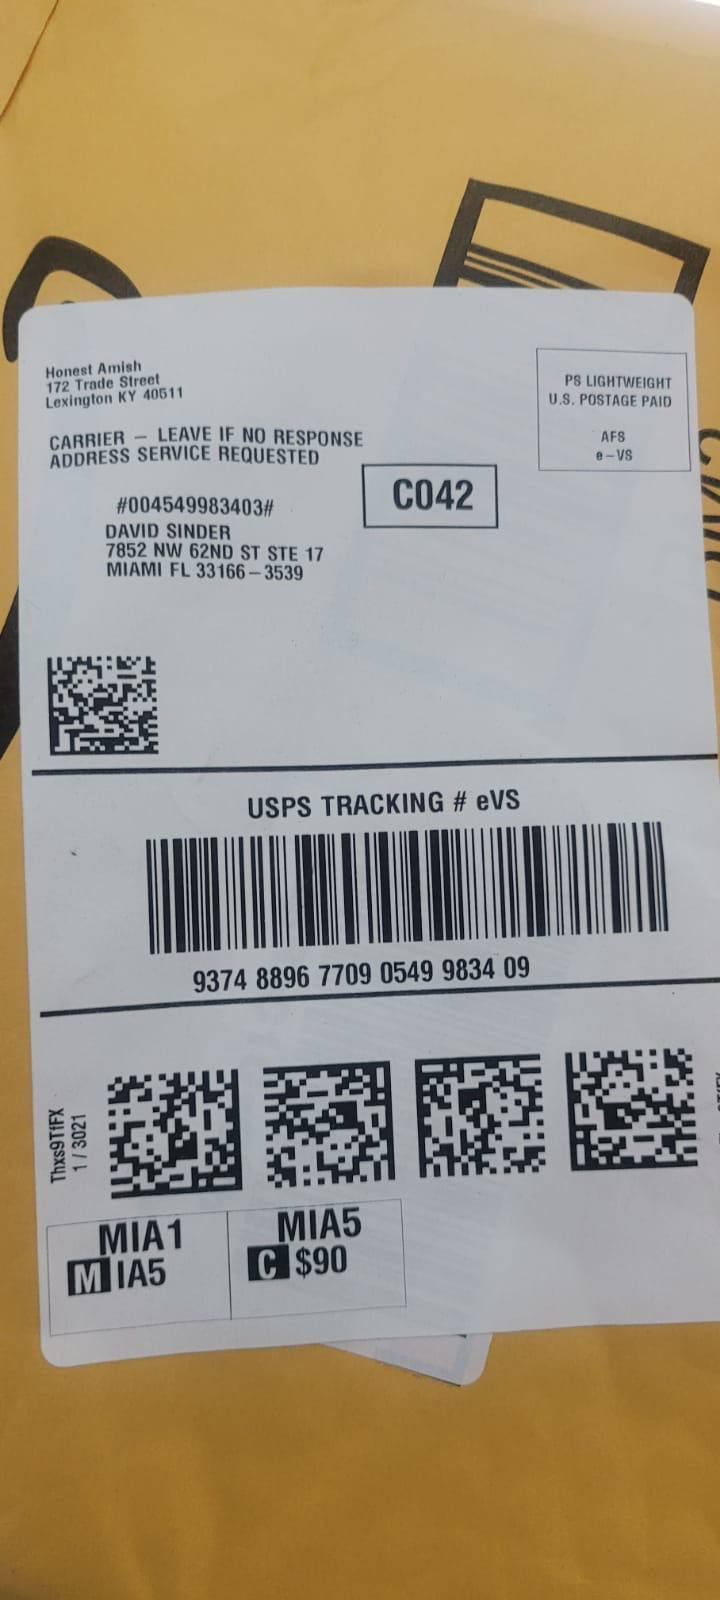 Honest Amish
172 Trade Street
Lexington KY 40511
PS LIGHTWEIGHT
U.S. POSTAGE PAID
AFS
e-VS
CARRIER – LEAVE IF NO RESPONSE
ADDRESS SERVICE REQUESTED
C042
#004549983403#
DAVID SINDER
7852 NW 62ND ST STE 17
MIAMI FL 33166-3539
USPS TRACKING # eVS
9374 8896 7709 0549 9834 09
Thxs9TfFX
1 / 3021
MIA1
MIA5
MIA5
C $90